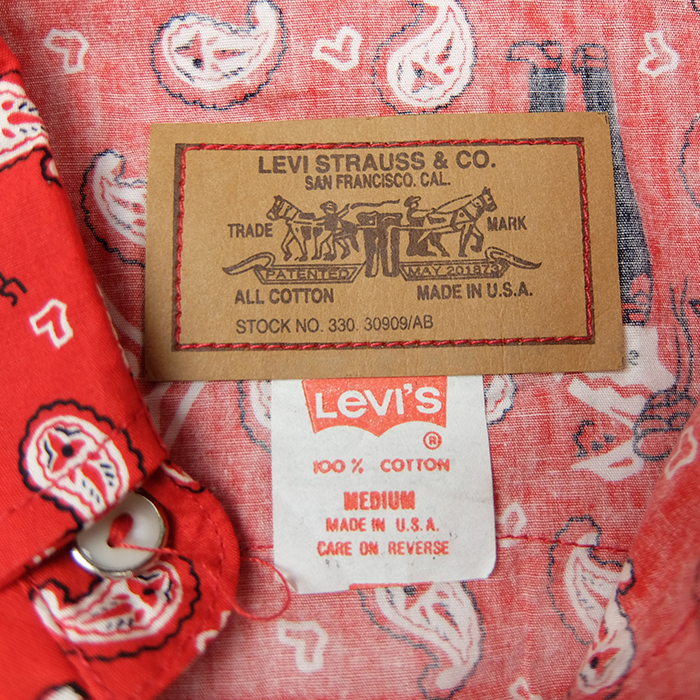 LEVI STRAUSS & CO.
SAN FRANCISCO. CAL.
TRADE MARK
PATENTED MAY 20 1873
ALL COTTON MADE IN U.S.A.
STOCK NO. 330. 30909/AB
LEVI'S
®
100% COTTON
MEDIUM
MADE IN U.S.A.
CARE ON REVERSE